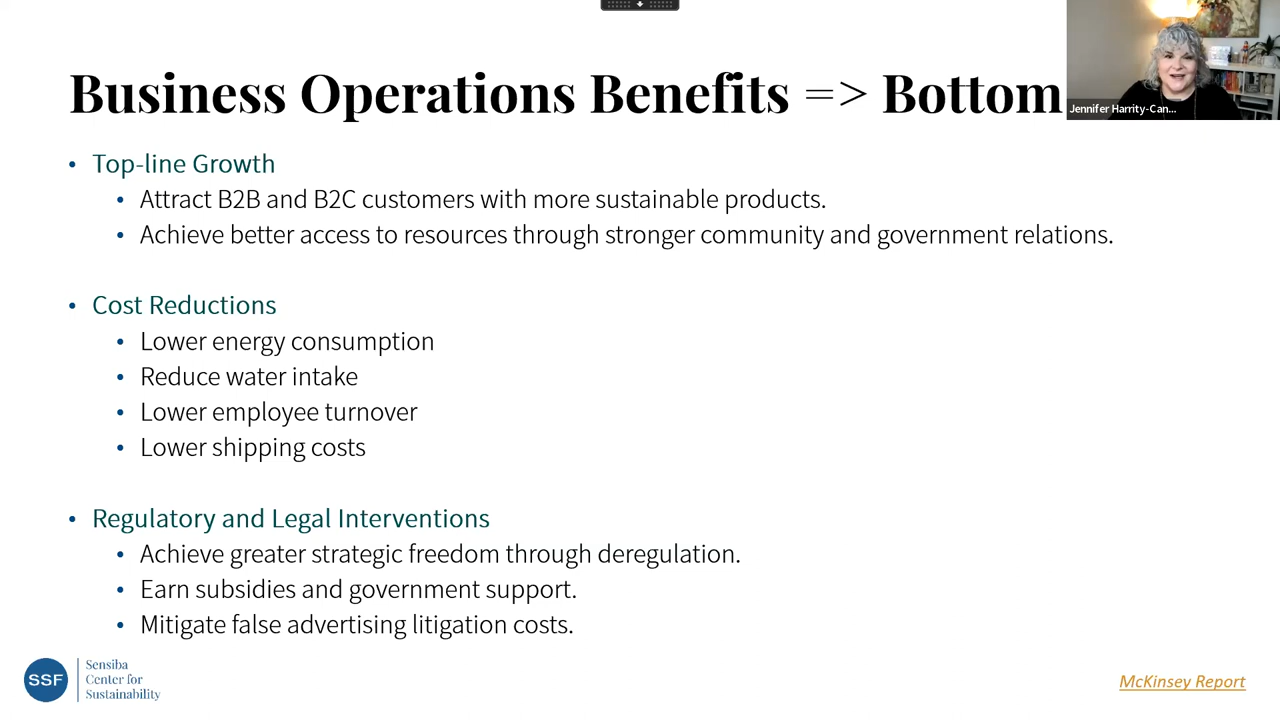 Business Operations Benefits => Bottom
Jennifer Harrity-Can...
• Top-line Growth
• Attract B2B and B2C customers with more sustainable products.
• Achieve better access to resources through stronger community and government relations.
• Cost Reductions
• Lower energy consumption
• Reduce water intake
• Lower employee turnover
• Lower shipping costs
• Regulatory and Legal Interventions
• Achieve greater strategic freedom through deregulation.
• Earn subsidies and government support.
• Mitigate false advertising litigation costs.
SSF
Sensiba
Center for
Sustainability
McKinsey Report